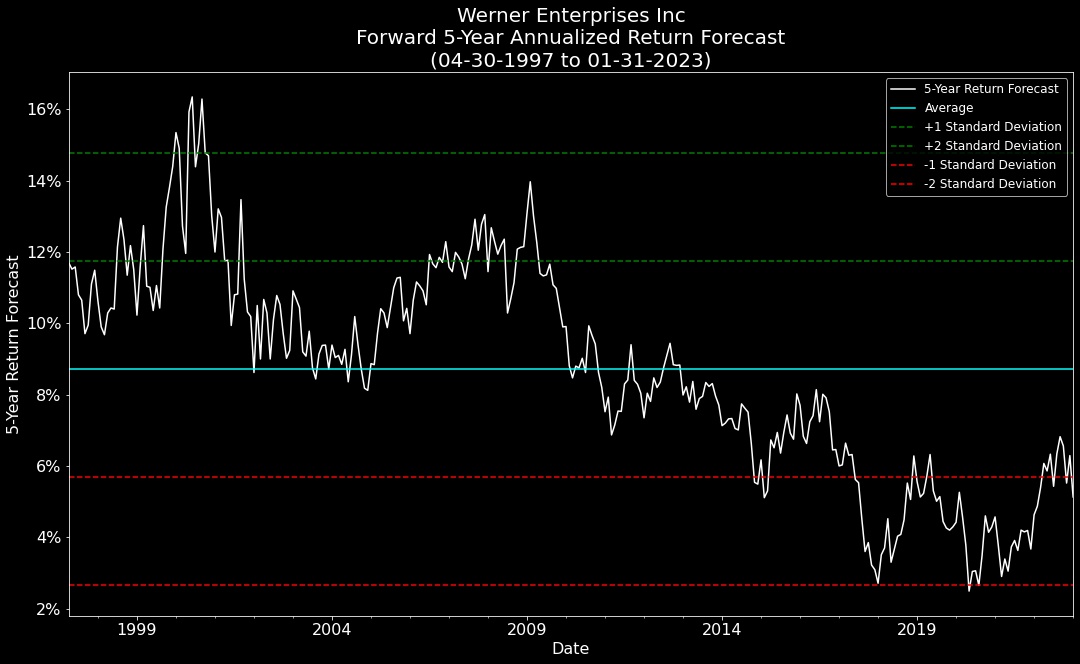 Werner Enterprises Inc
Forward 5-Year Annualized Return Forecast
(04-30-1997 to 01-31-2023)
5-Year Return Forecast
Average
+1 Standard Deviation
+2 Standard Deviation
-1 Standard Deviation
-2 Standard Deviation
16%
14%
12%
10%
8%
6%
4%
2%
5-Year Return Forecast
1999
2004
2009
2014
2019
Date